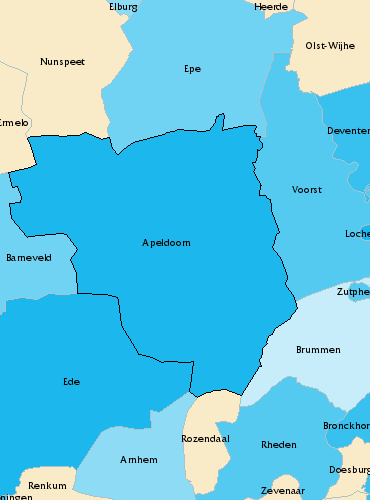 Elburg
Heerde
Olst-Wijhe
Nunspeet
Epe
Ermelo
Deventer
Voorst
Loche
Apeldoorn
Barneveld
Zutphe
Brummen
Ede
Bronckhor
Rozendaal
Rheden
Arnhem
Doesburg
Renkum
Zevenaar
ningen